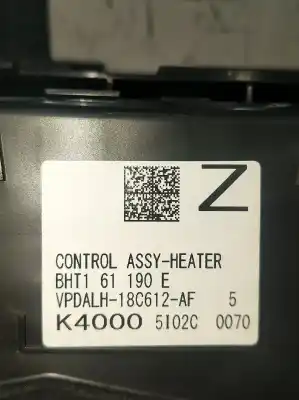 Z
CONTROL ASSY-HEATER
BHT1 61 190 E
VPDALH-18C612-AF 5
K4000 5102C 0070